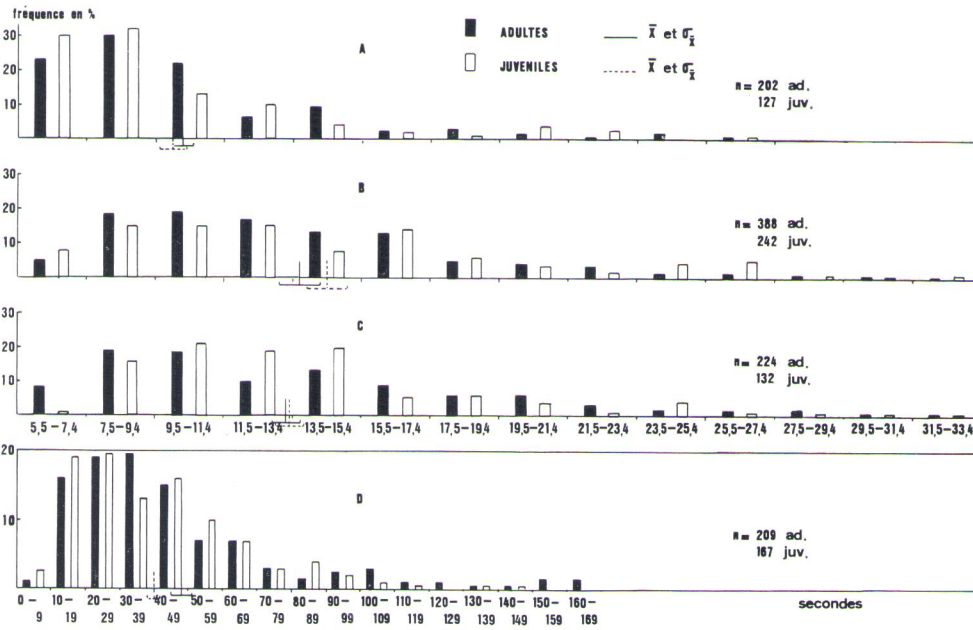 fréquence en %
30
20
10
A
ADULTES
X̄ et σx̄
JUVENILES
X̄ et σx̄
n = 202 ad.
127 juv.
30
20
10
B
n = 388 ad.
242 juv.
30
20
10
C
n = 224 ad.
132 juv.
5,5–7,4 7,5–9,4 9,5–11,4 11,5–13,4 13,5–15,4 15,5–17,4 17,5–19,4 19,5–21,4 21,5–23,4 23,5–25,4 25,5–27,4 27,5–29,4 29,5–31,4 31,5–33,4
20
10
D
n = 209 ad.
167 juv.
0– 10– 20– 30– 40– 50– 60– 70– 80– 90– 100– 110– 120– 130– 140– 150– 160–
9 19 29 39 49 59 69 79 89 99 109 119 129 139 149 159 169
secondes